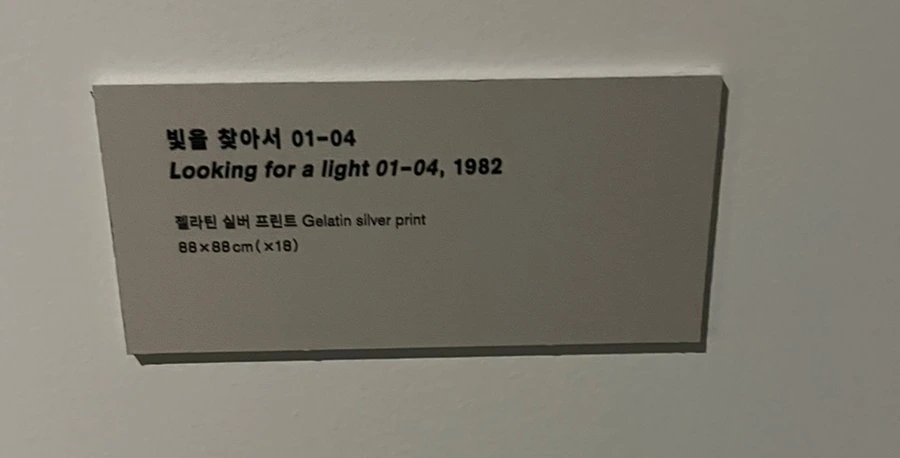 빛을 찾아서 01-04
Looking for a light 01-04, 1982
젤라틴 실버 프린트 Gelatin silver print
88×88cm(×18)